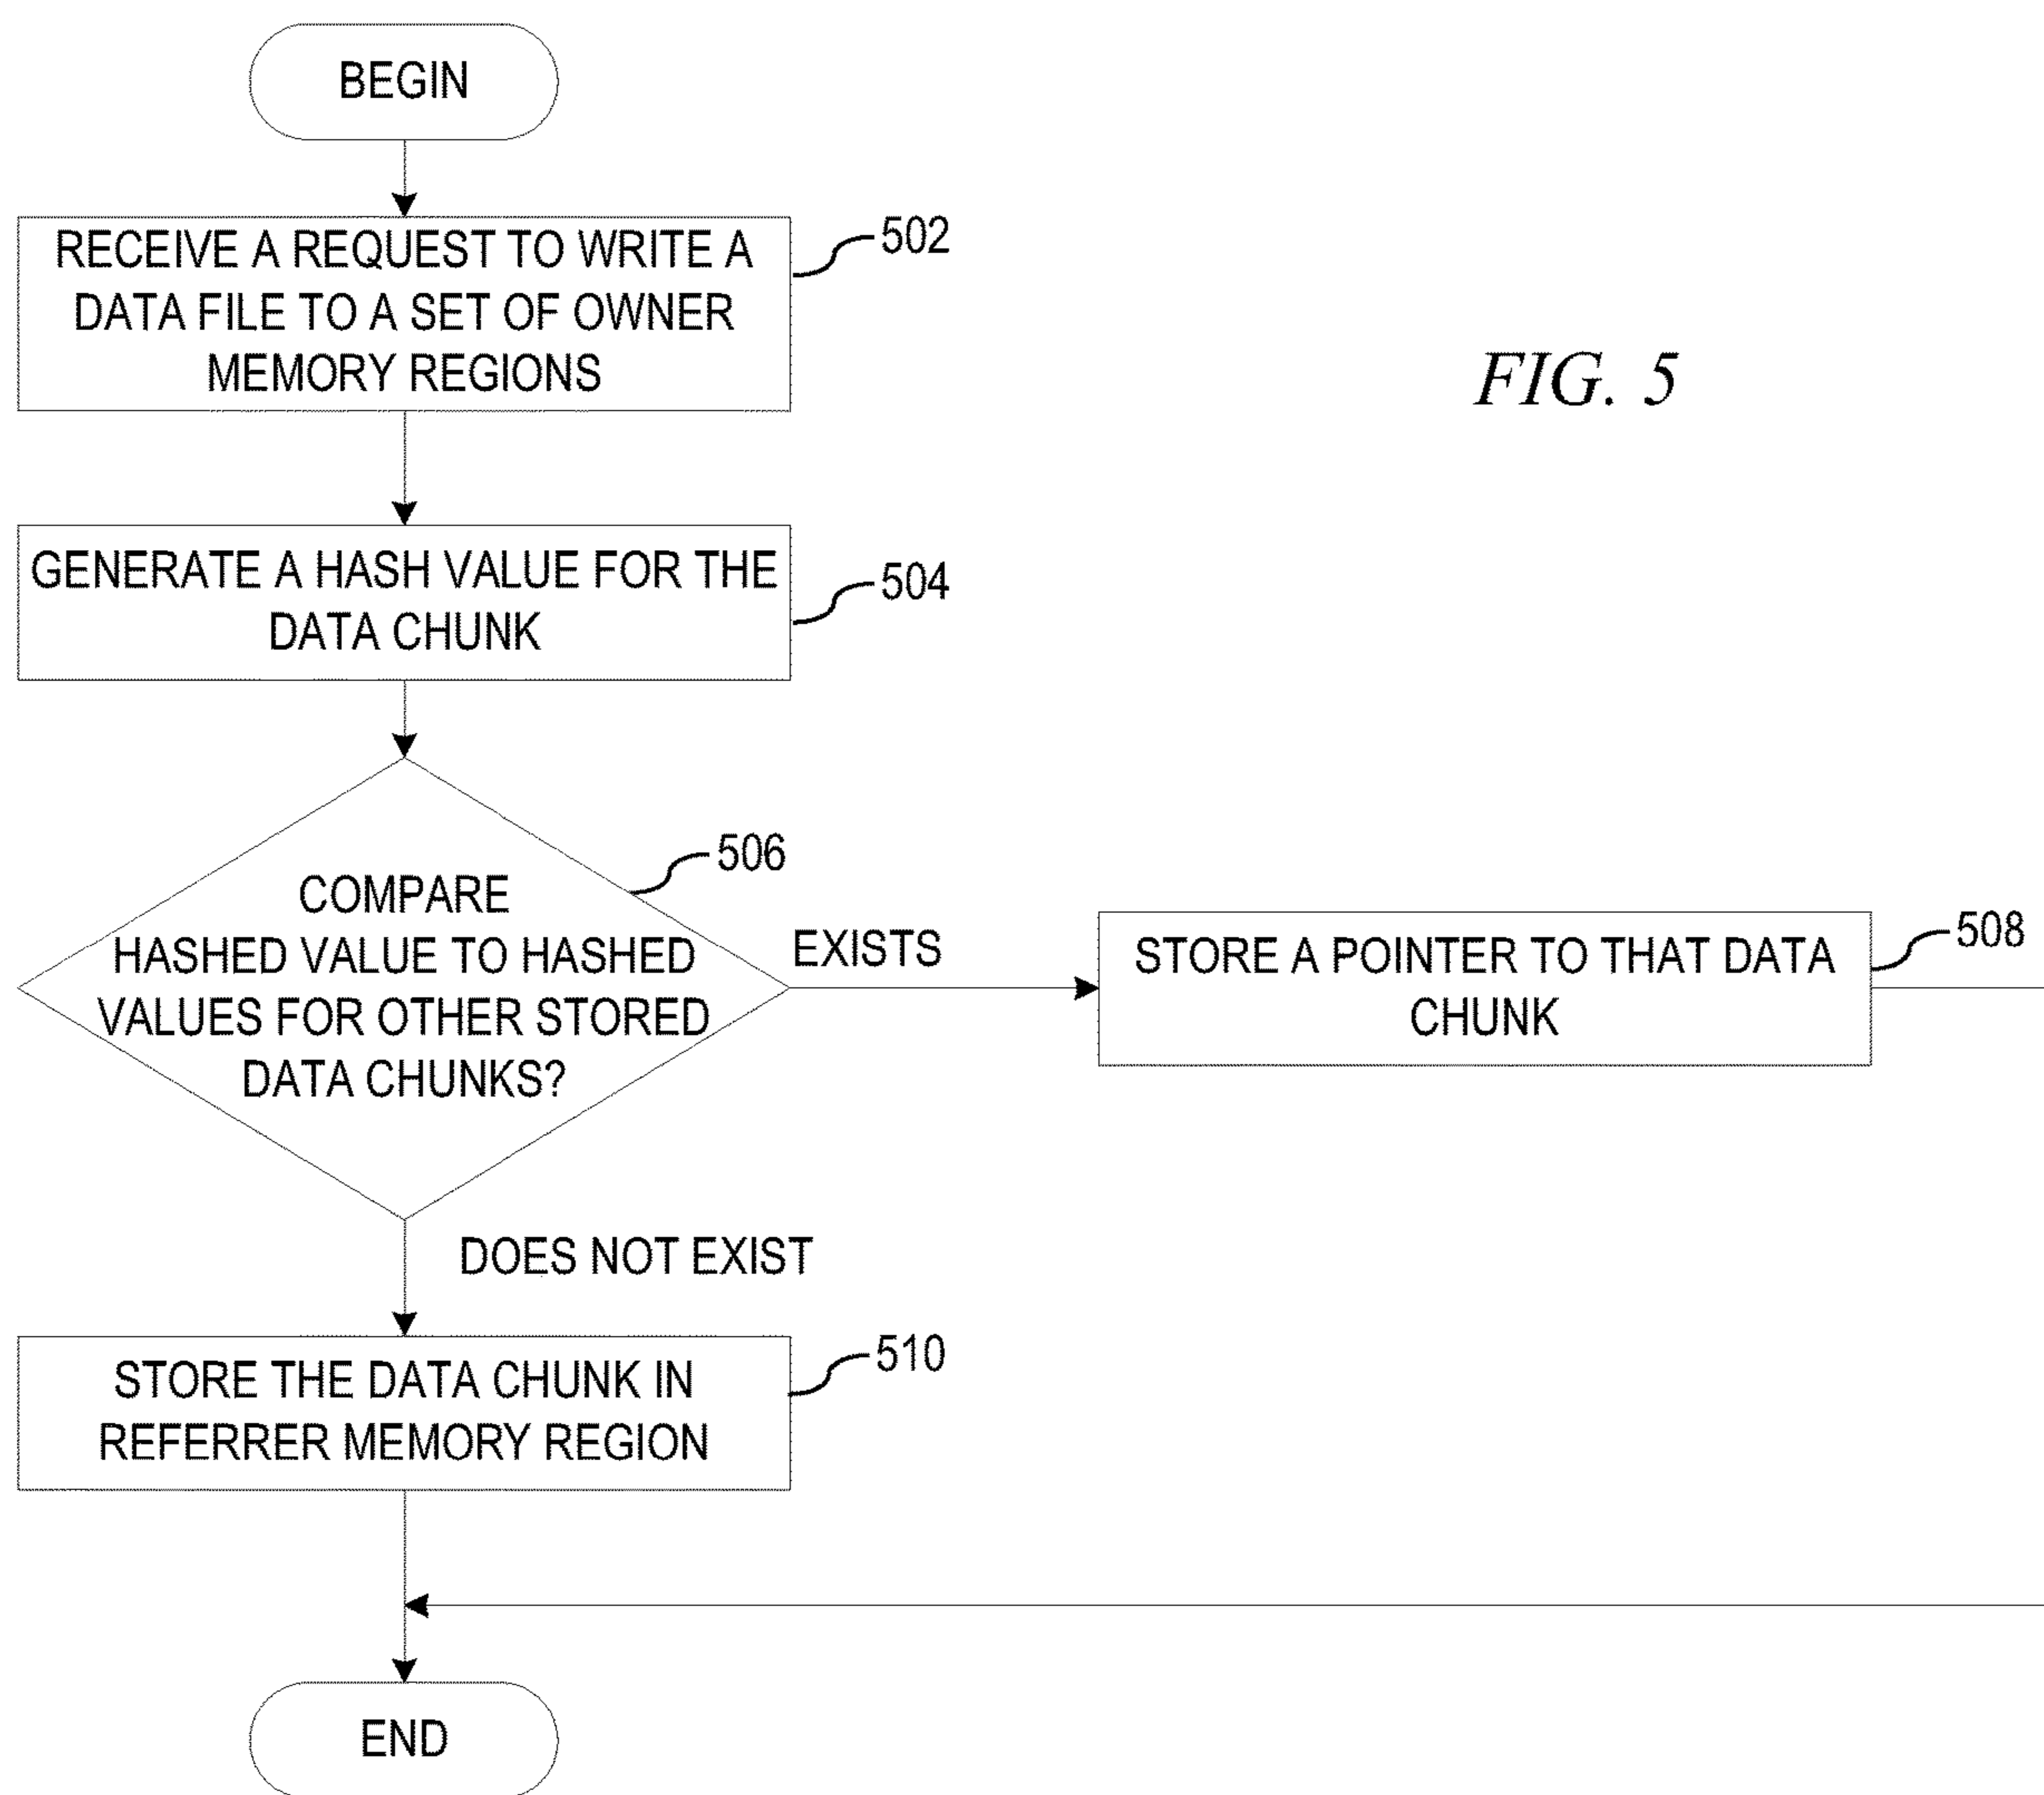 BEGIN
RECEIVE A REQUEST TO WRITE A
DATA FILE TO A SET OF OWNER
MEMORY REGIONS
502
FIG. 5
GENERATE A HASH VALUE FOR THE
DATA CHUNK
504
COMPARE
HASHED VALUE TO HASHED
VALUES FOR OTHER STORED
DATA CHUNKS?
506
EXISTS
STORE A POINTER TO THAT DATA
CHUNK
508
DOES NOT EXIST
STORE THE DATA CHUNK IN
REFERRER MEMORY REGION
510
END